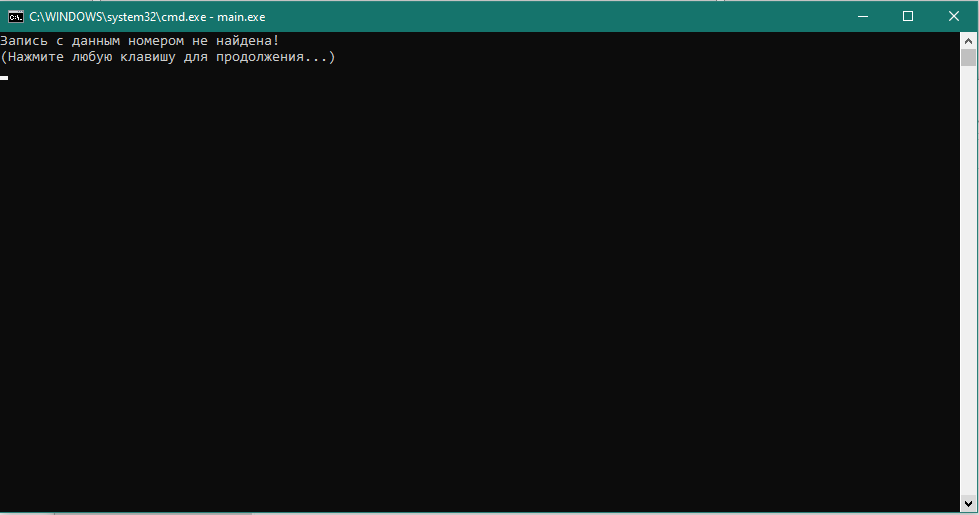 C:\WINDOWS\system32\cmd.exe - main.exe
Запись с данным номером не найдена!
(Нажмите любую клавишу для продолжения...)